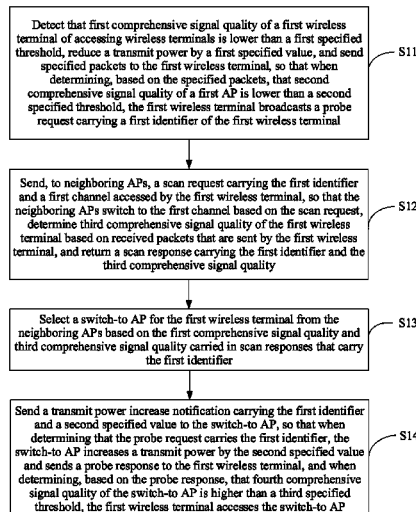 Detect that first comprehensive signal quality of a first wireless
terminal of accessing wireless terminals is lower than a first specified
threshold, reduce a transmit power by a first specified value, and send
specified packets to the first wireless terminal, so that when
determining, based on the specified packets, that second
comprehensive signal quality of a first AP is lower than a second
specified threshold, the first wireless terminal broadcasts a probe
request carrying a first identifier of the first wireless terminal
S11
Send, to neighboring APs, a scan request carrying the first identifier
and a first channel accessed by the first wireless terminal, so that the
neighboring APs switch to the first channel based on the scan request,
determine third comprehensive signal quality of the first wireless
terminal based on received packets that are sent by the first wireless
terminal, and return a scan response carrying the first identifier and the
third comprehensive signal quality
S12
Select a switch-to AP for the first wireless terminal from the
neighboring APs based on the first comprehensive signal quality and
third comprehensive signal quality carried in scan responses that carry
the first identifier
S13
Send a transmit power increase notification carrying the first identifier
and a second specified value to the switch-to AP, so that when
determining that the probe request carries the first identifier, the
switch-to AP increases a transmit power by the second specified value
and sends a probe response to the first wireless terminal, and when
determining, based on the probe response, that fourth comprehensive
signal quality of the switch-to AP is higher than a third specified
threshold, the first wireless terminal accesses the switch-to AP
S14